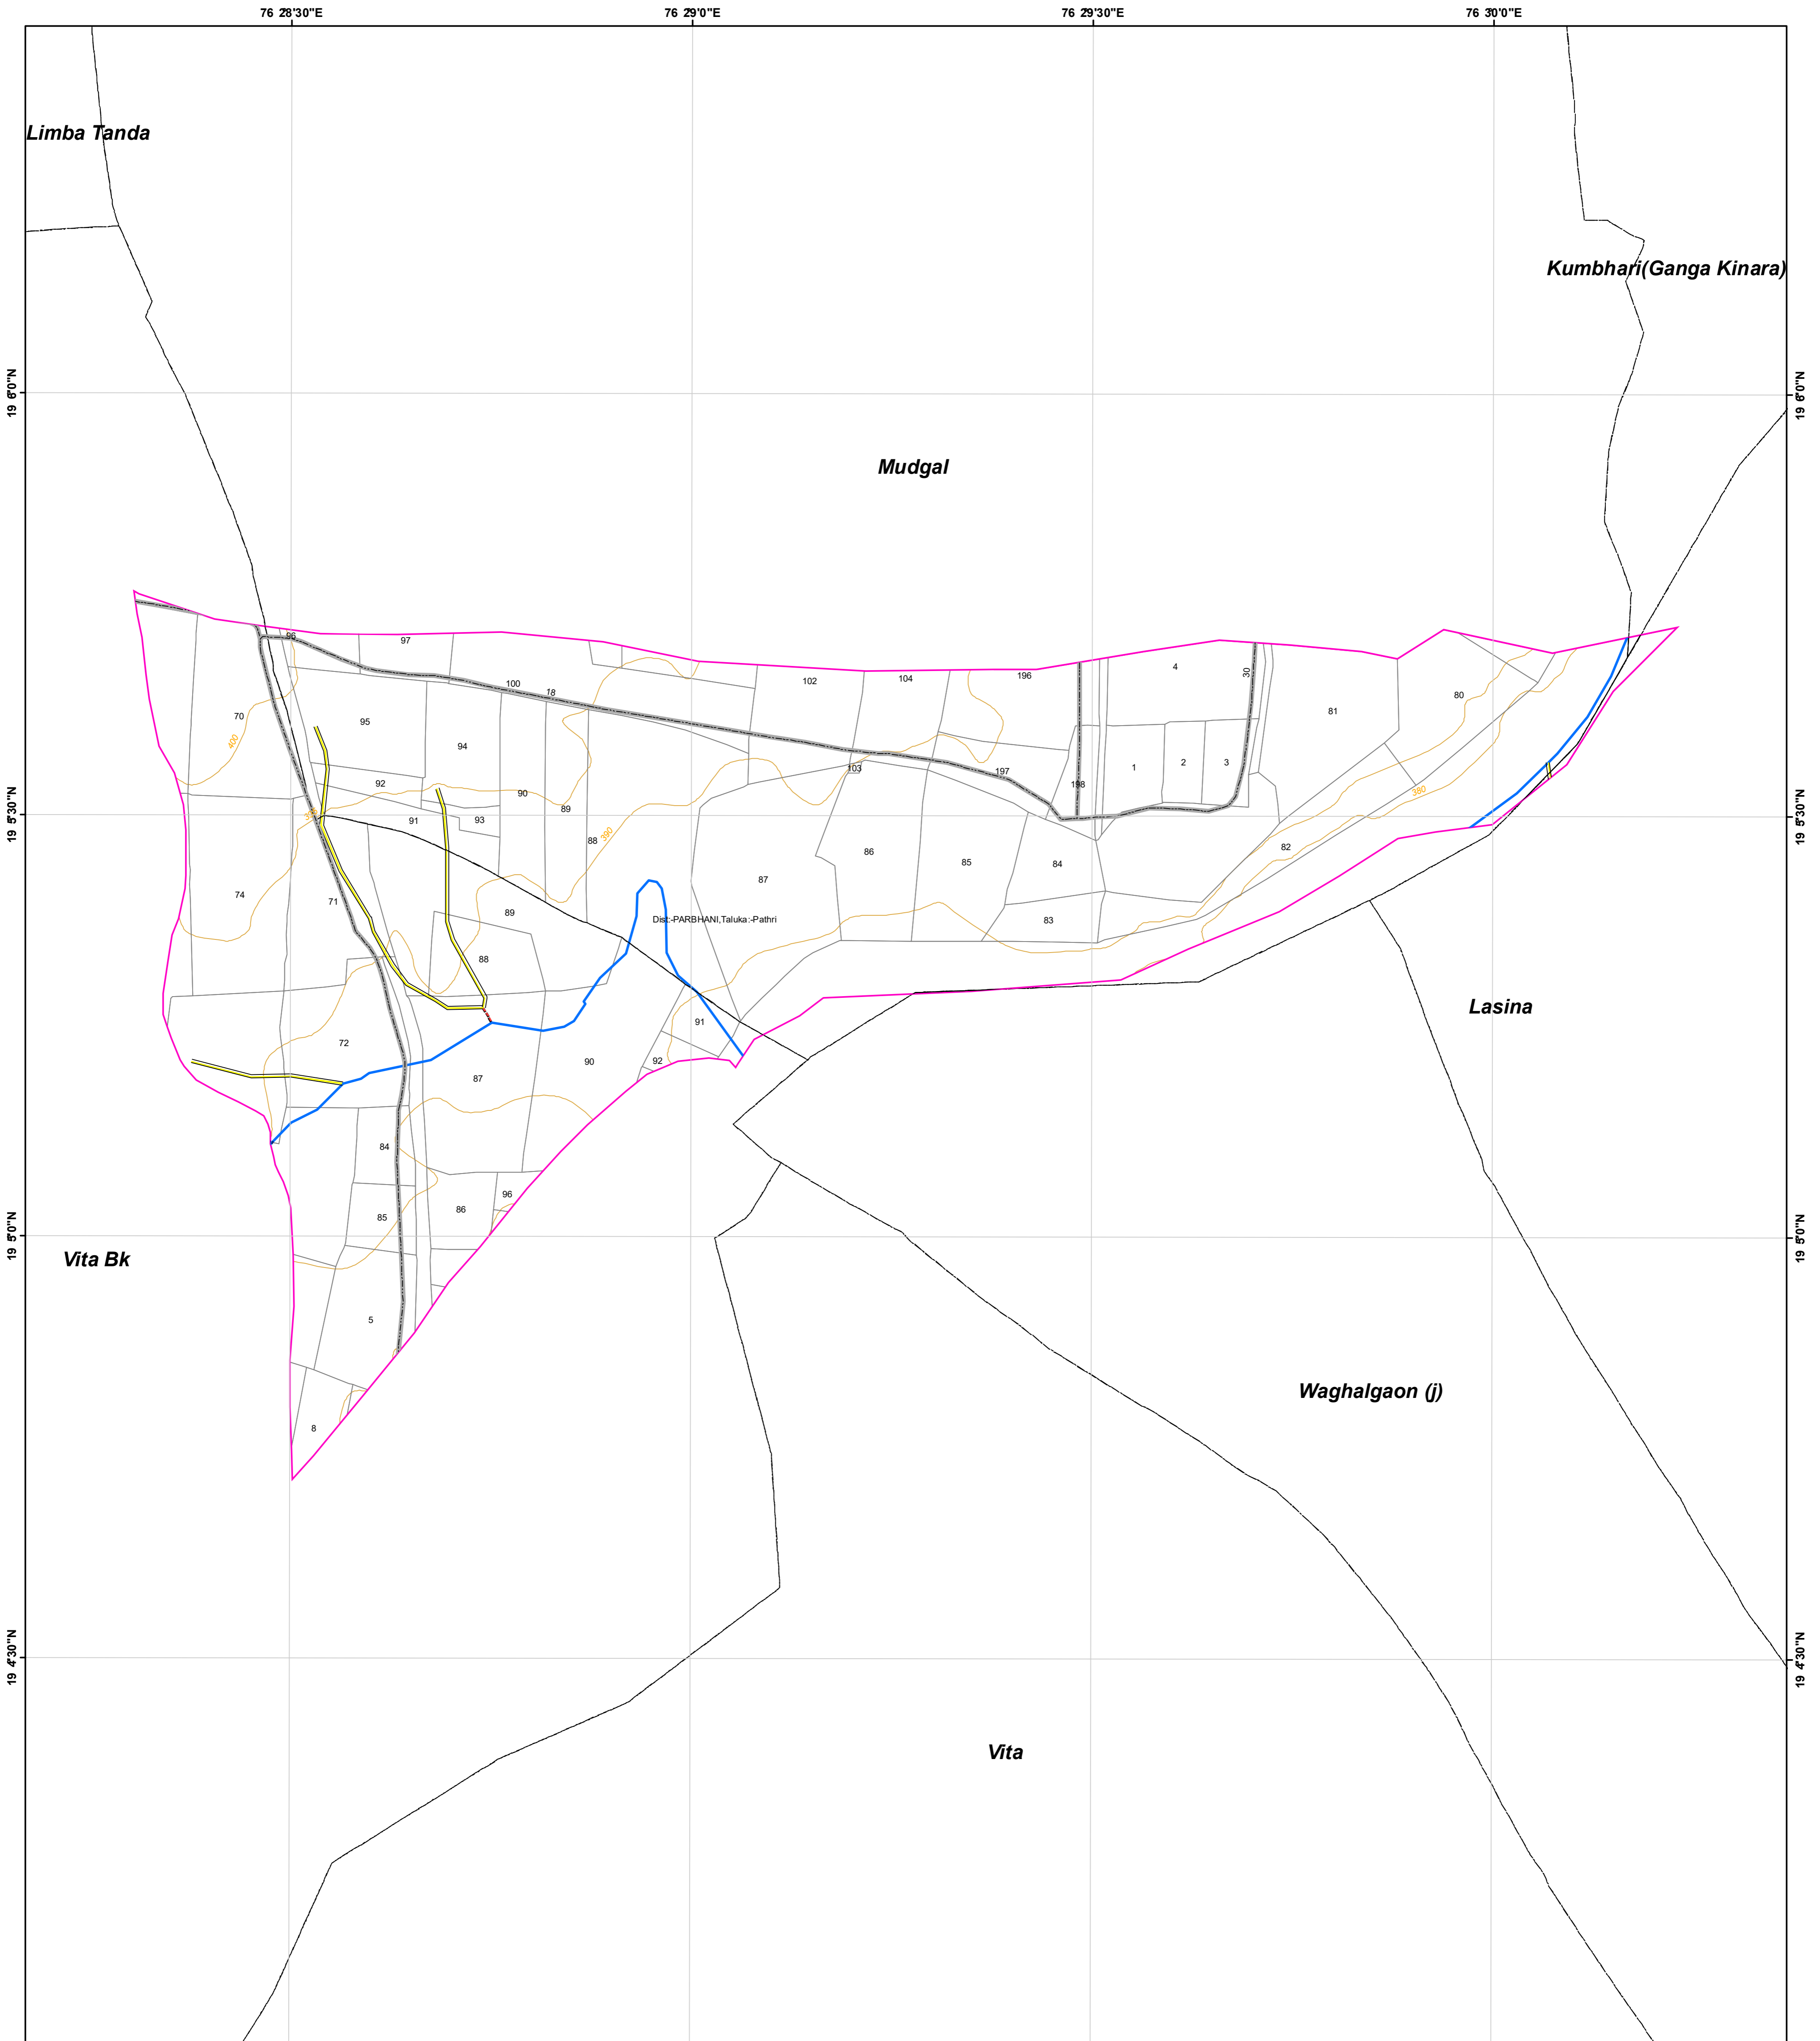 76 28'30"E
76 29'0"E
76 29'30"E
76 30'0"E
Limba Tanda
Kumbhari(Ganga Kinara)
19 6'0"N
19 6'0"N
Mudgal
96
97
4
30
196
104
102
100
18
80
81
70
95
94
400
1
2
3
197
103
198
92
90
89
91
93
88
390
380
19 5'30"N
19 5'30"N
82
86
85
84
87
74
71
89
83
Dist:-PARBHANI,Taluka:-Pathri
88
Lasina
91
72
92
90
87
84
96
86
85
19 5'0"N
19 5'0"N
Vita Bk
5
Waghalgaon (j)
8
19 4'30"N
19 4'30"N
Vita